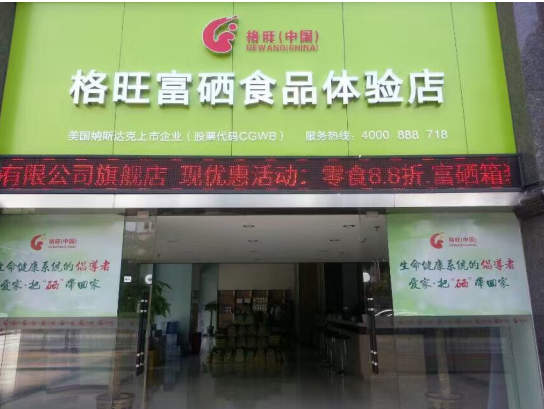 格旺(中国)
GEWANG(CHINA)
格旺富硒食品体验店
美国纳斯达克上市企业(股票代码CGWB) 服务热线:4000 888 718
有限公司旗舰店 现优惠活动:零食8.8折,富硒箱
格旺(中国)
生命健康系统的倡导者
爱家·把"硒"带回家
格旺(中国)
生命健康系统的倡导者
爱家·把"硒"带回家